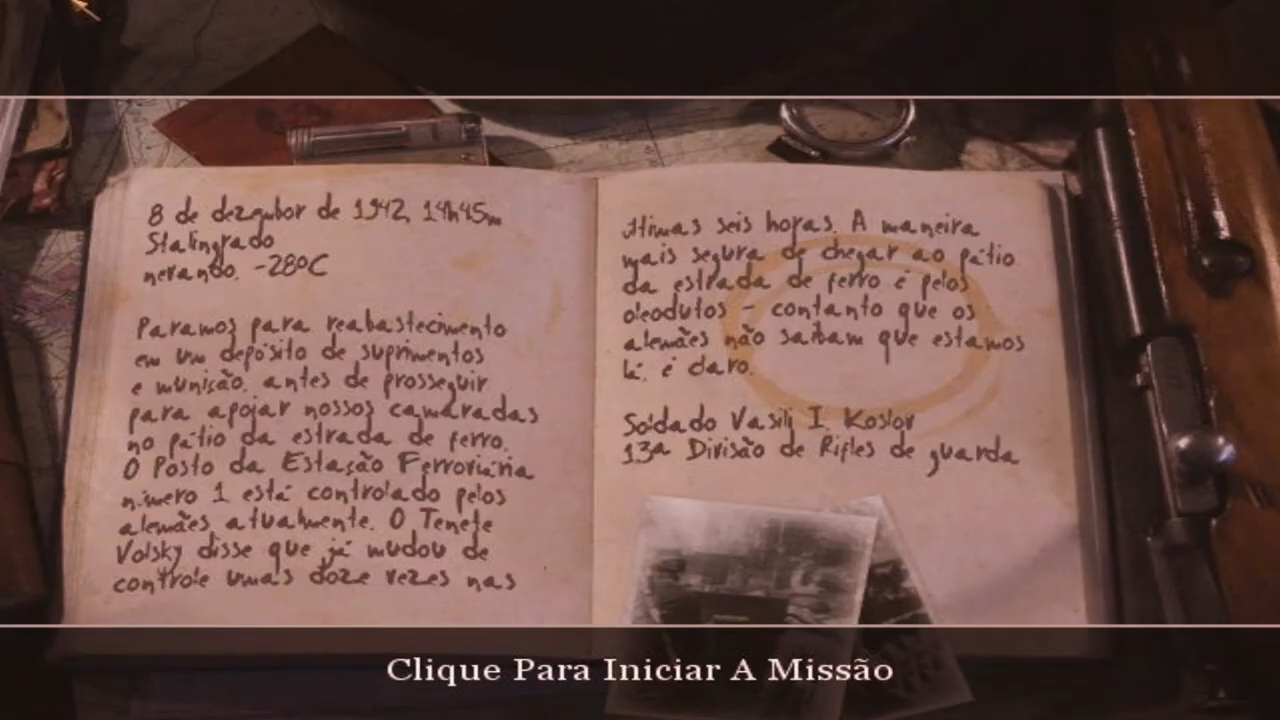 8 de dezembor de 1942, 14h45m
Stalingrado
nevando. -28ºC
Paramos para reabastecimento
em um depósito de suprimentos
e munição, antes de prosseguir
para apoiar nossos camaradas
no pátio da estrada de ferro.
O Posto da Estação Ferroviária
número 1 está controlado pelos
alemães atualmente. O Tenete
Volsky disse que já mudou de
controle umas doze vezes nas
últimas seis horas. A maneira
mais segura de chegar ao pátio
da estrada de ferro é pelos
oleodutos - contanto que os
alemães não saibam que estamos
lá, é claro.
Soldado Vasili I. Koslov
13ª Divisão de Rifles de guarda
Clique Para Iniciar A Missão